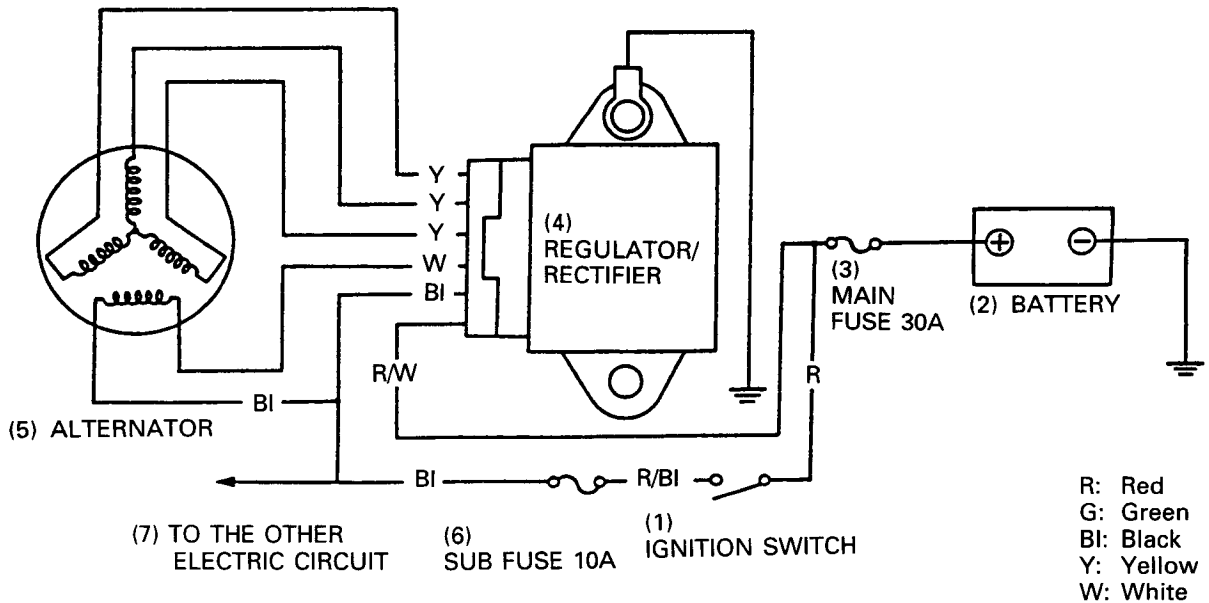 Y
Y
Y
W
Bl
(4)
REGULATOR/
RECTIFIER
(3)
MAIN
FUSE 30A
(2) BATTERY
R/W
R
Bl
(5) ALTERNATOR
Bl
R/Bl
(7) TO THE OTHER
ELECTRIC CIRCUIT
(6)
SUB FUSE 10A
(1)
IGNITION SWITCH
R: Red
G: Green
Bl: Black
Y: Yellow
W: White